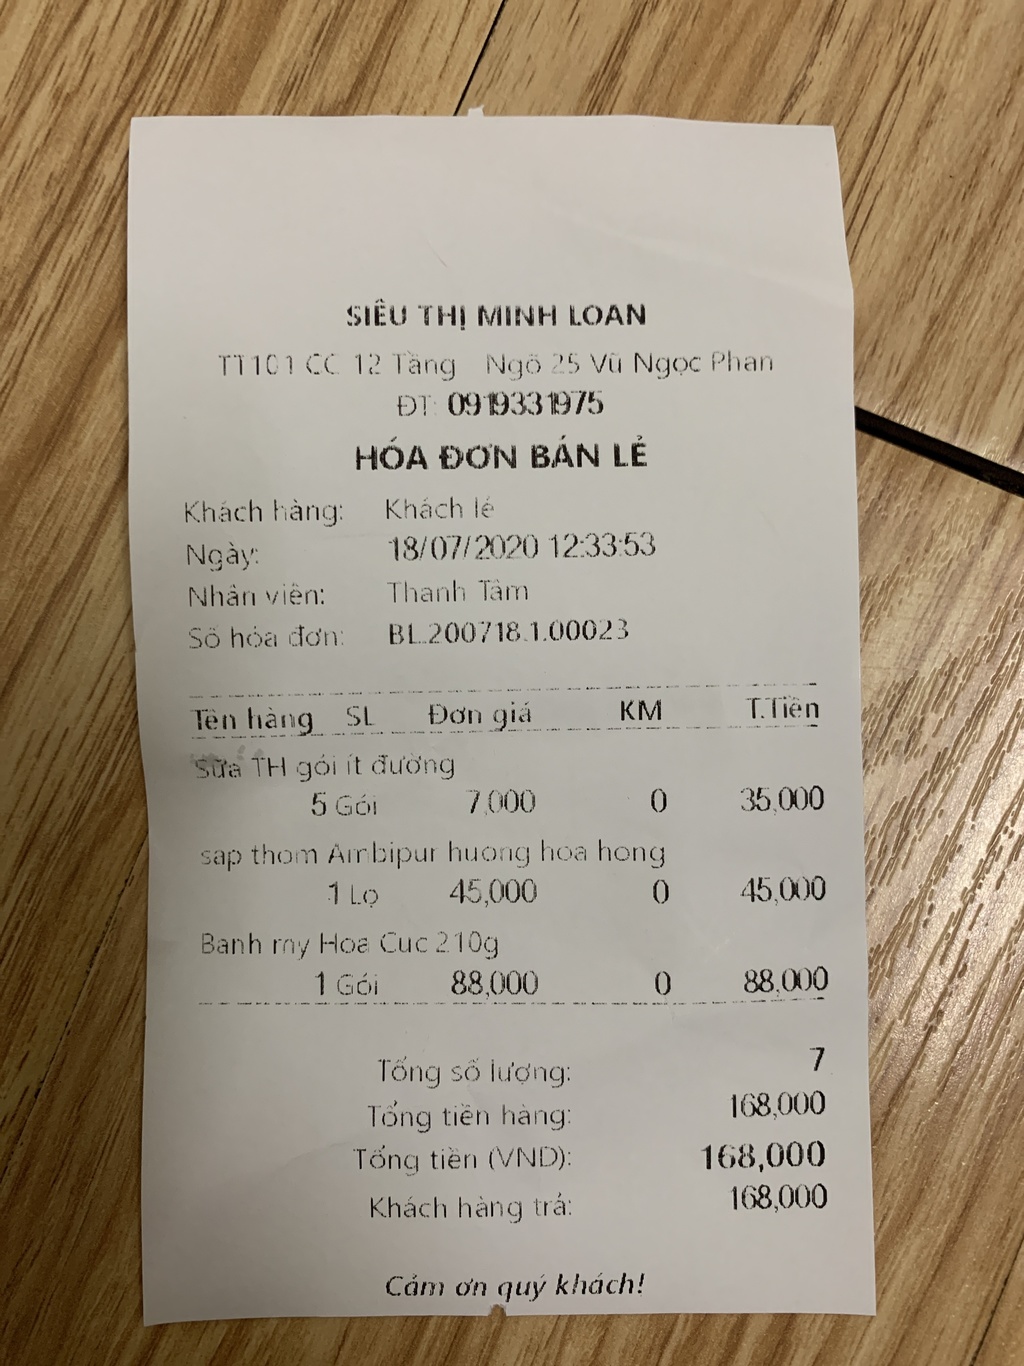 SIÊU THỊ MINH LOAN
TT101 CC 12 Tầng Ngõ 25 Vũ Ngọc Phan
ĐT: 0919331975
HÓA ĐƠN BÁN LẺ
Khách hàng: Khách lẻ
Ngày: 18/07/2020 12:33:53
Nhân viên: Thanh Tâm
Số hóa đơn: BL.200718.1.00023
Tên hàng SL Đơn giá KM T.Tiền
Sữa TH gói ít đường
5 Gói 7,000 0 35,000
sap thom Ambipur huong hoa hong
1 Lọ 45,000 0 45,000
Banh my Hoa Cuc 210g
1 Gói 88,000 0 88,000
Tổng số lượng: 7
Tổng tiền hàng: 168,000
Tổng tiền (VND): 168,000
Khách hàng trả: 168,000
Cảm ơn quý khách!